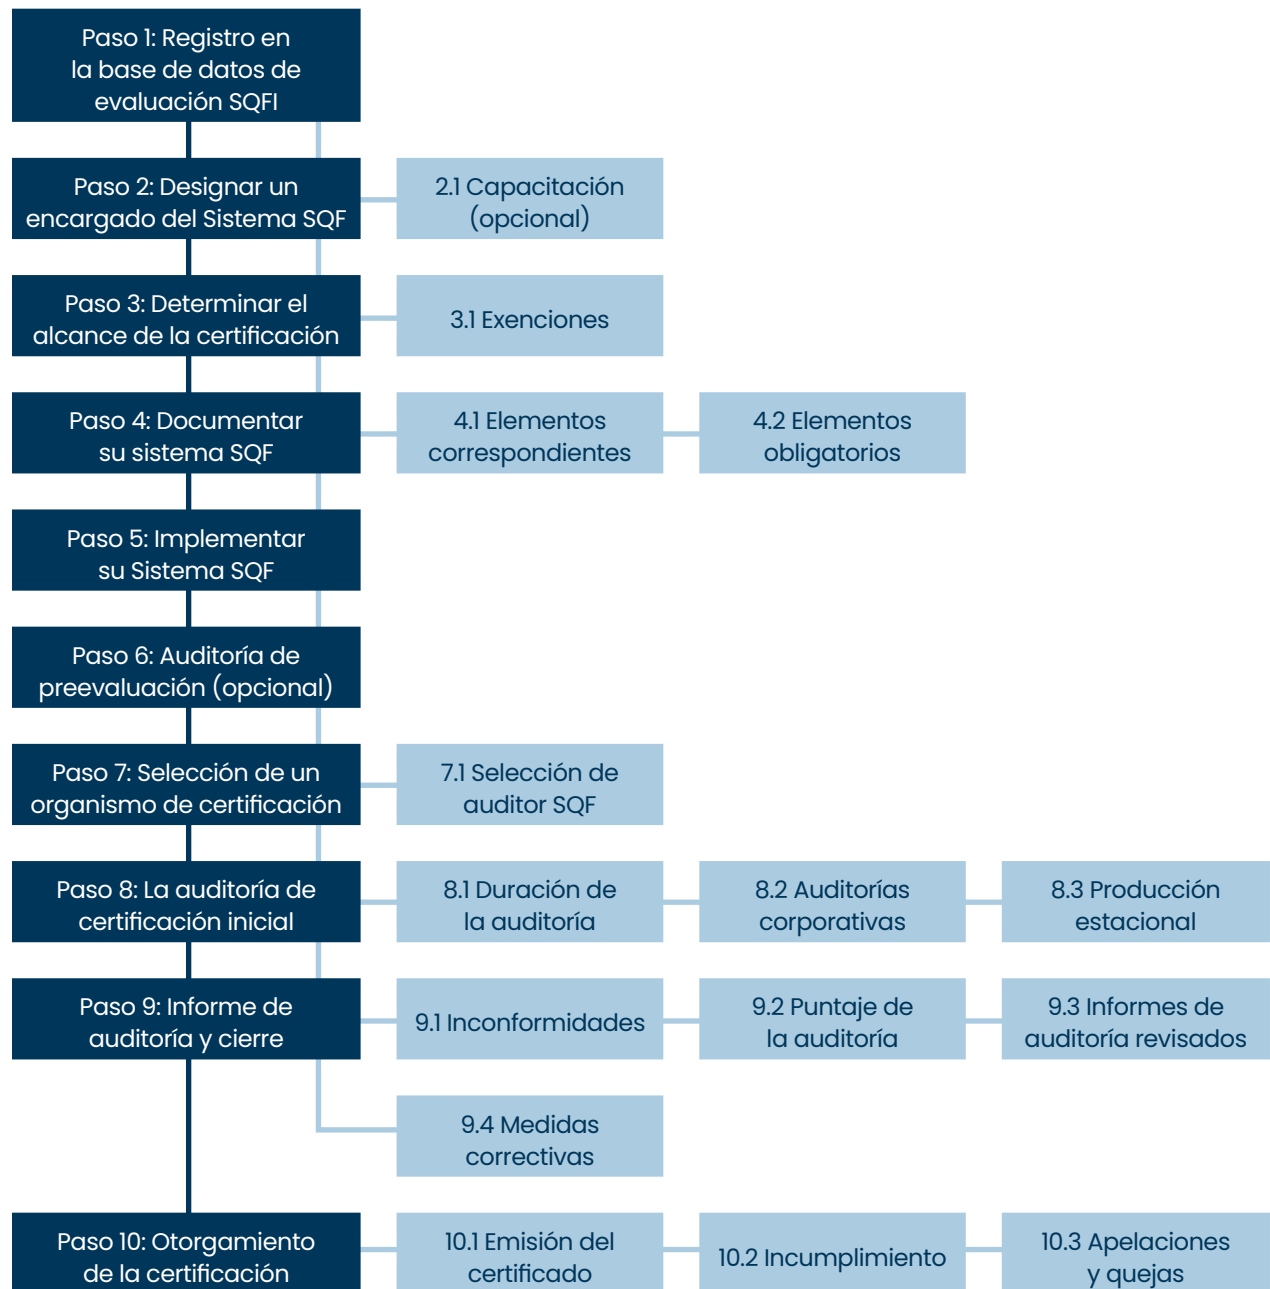 Paso 1: Registro en
la base de datos de
evaluación SQFI
Paso 2: Designar un
encargado del Sistema SQF
2.1 Capacitación
(opcional)
Paso 3: Determinar el
alcance de la certificación
3.1 Exenciones
Paso 4: Documentar
su sistema SQF
4.1 Elementos
correspondientes
4.2 Elementos
obligatorios
Paso 5: Implementar
su Sistema SQF
Paso 6: Auditoría de
preevaluación (opcional)
Paso 7: Selección de un
organismo de certificación
7.1 Selección de
auditor SQF
Paso 8: La auditoría de
certificación inicial
8.1 Duración de
la auditoría
8.2 Auditorías
corporativas
8.3 Producción
estacional
Paso 9: Informe de
auditoría y cierre
9.1 Inconformidades
9.2 Puntaje de
la auditoría
9.3 Informes de
auditoría revisados
9.4 Medidas
correctivas
Paso 10: Otorgamiento
de la certificación
10.1 Emisión del
certificado
10.2 Incumplimiento
10.3 Apelaciones
y quejas